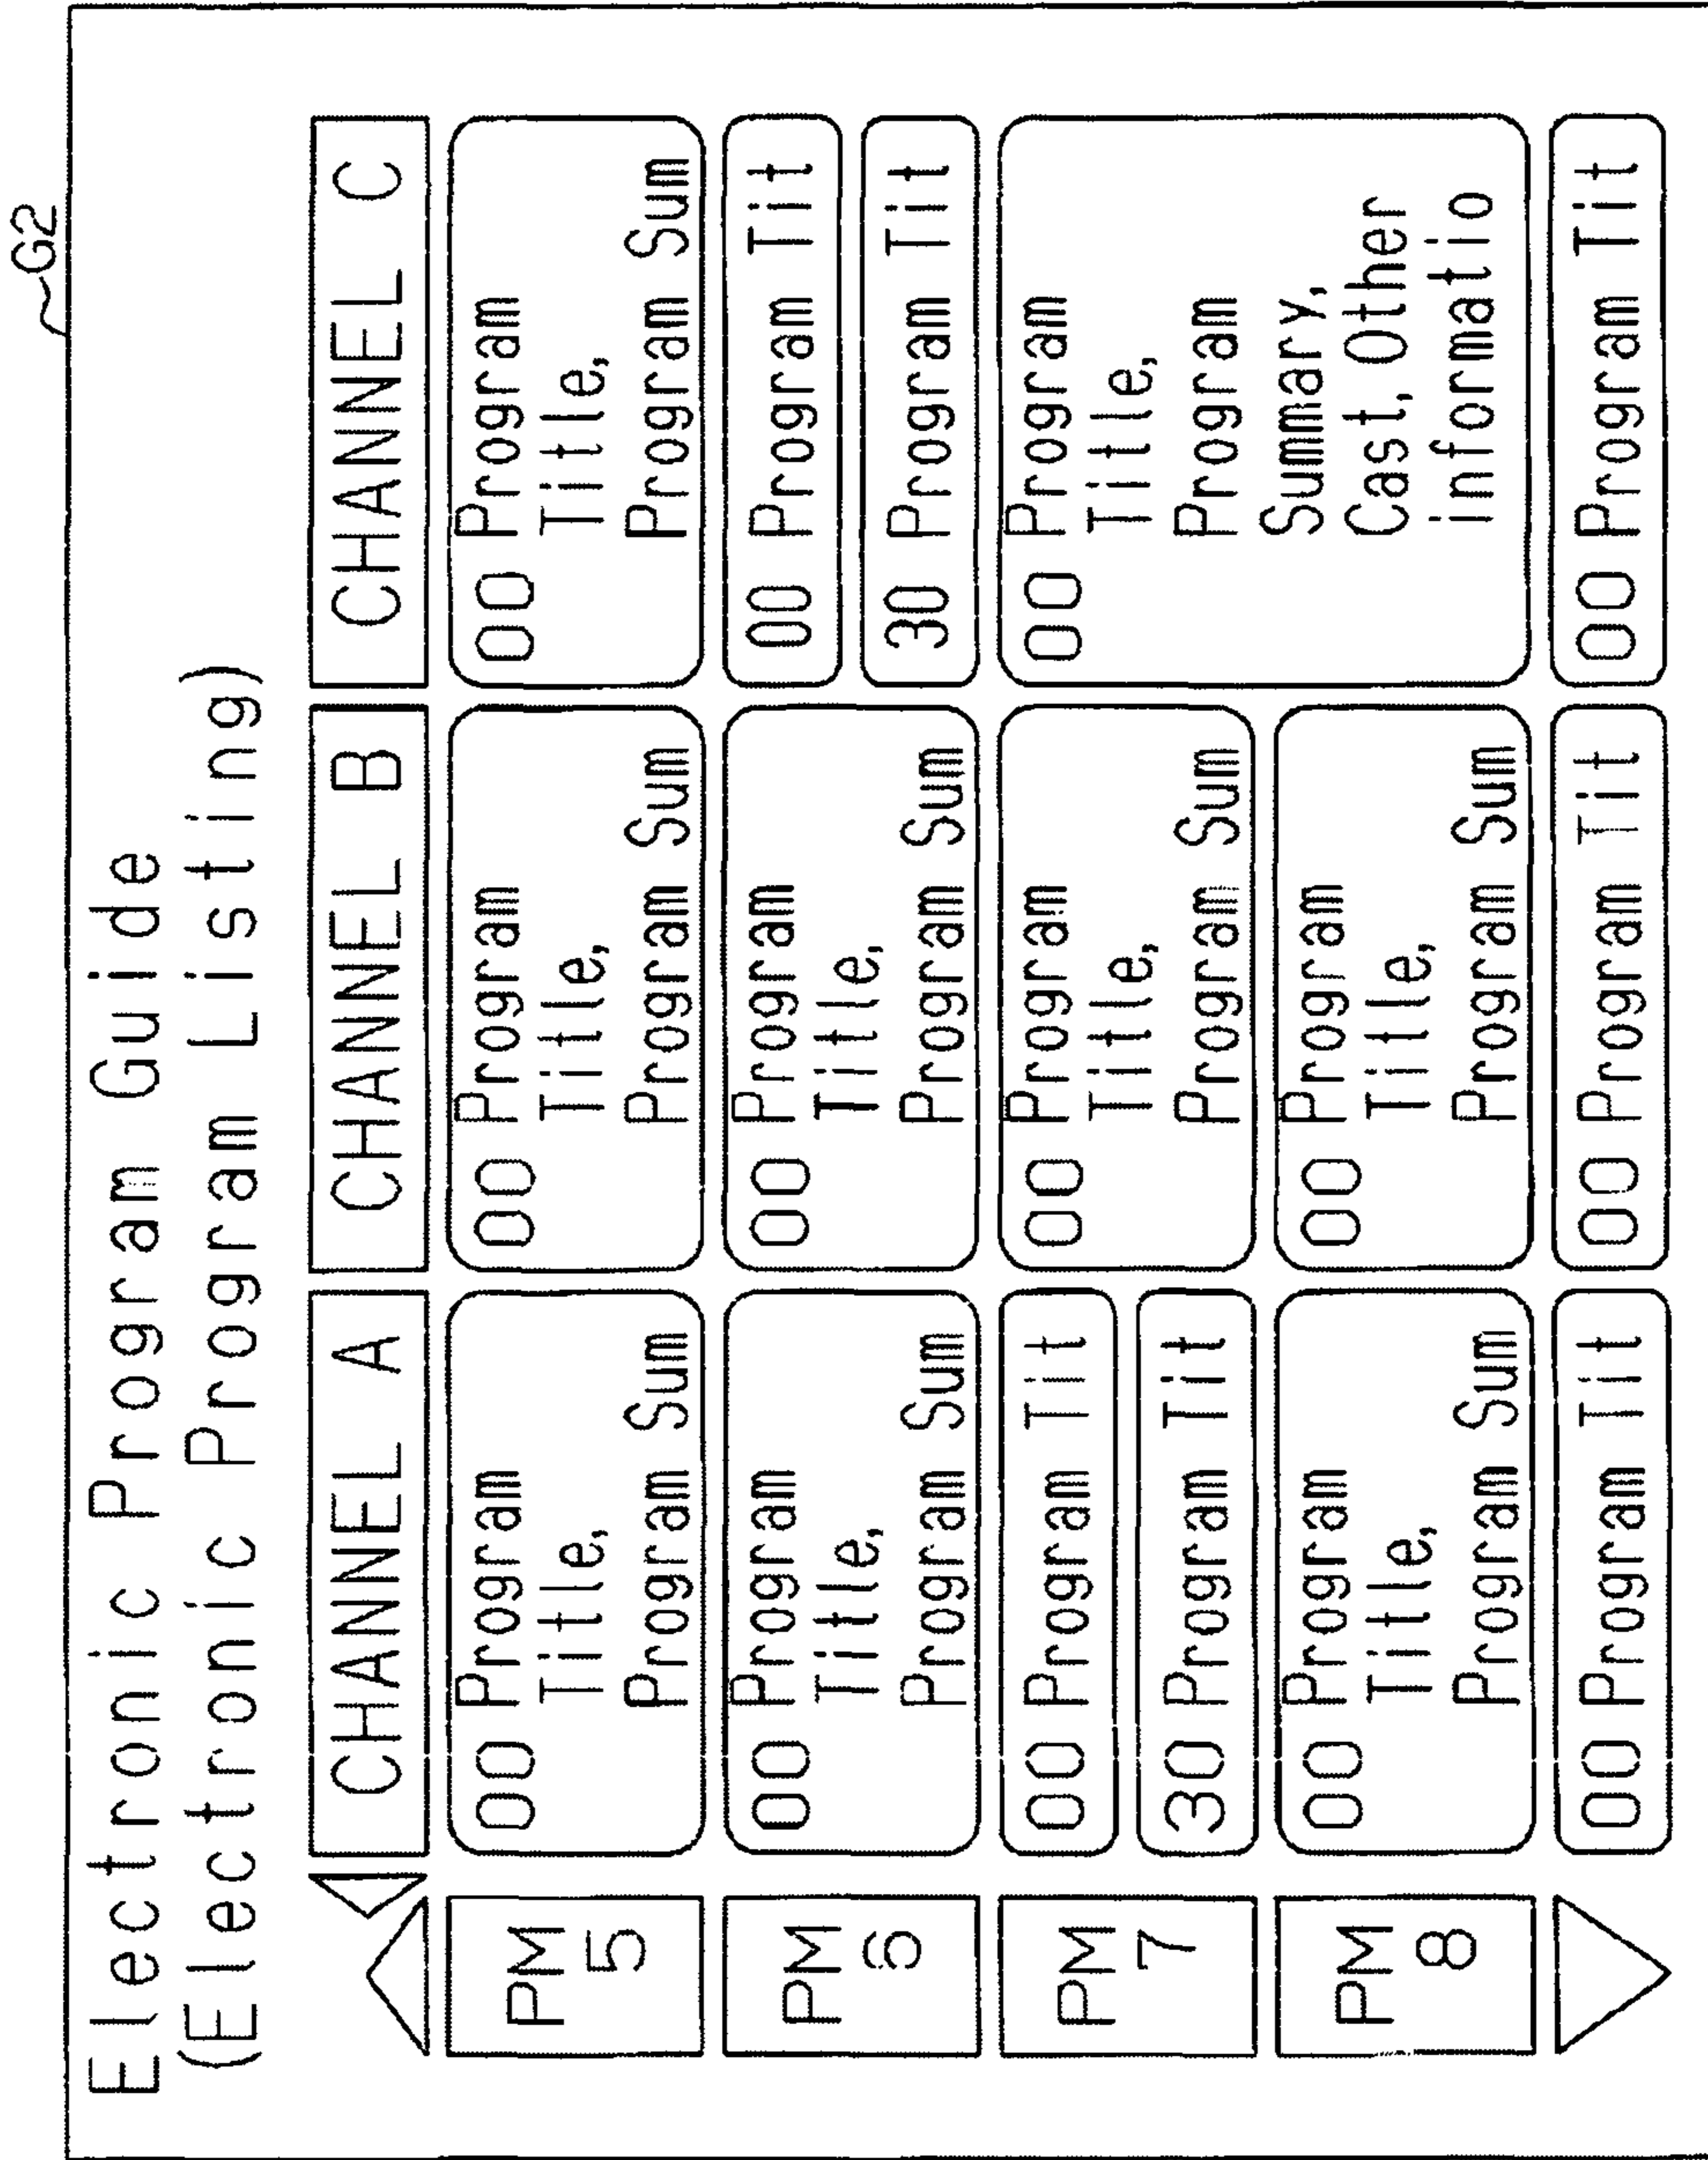 G2
Electronic Program Guide
(Electronic Program Listing)
CHANNEL A
CHANNEL B
CHANNEL C
PM
5
00 Program
Title,
Program Sum
00 Program
Title,
Program Sum
00 Program
Title,
Program Sum
PM
6
00 Program
Title,
Program Sum
00 Program
Title,
Program Sum
00 Program Tit
30 Program Tit
PM
7
00 Program Tit
30 Program Tit
00 Program
Title,
Program Sum
00 Program
Title,
Program
Summary,
Cast, Other
informatio
PM
8
00 Program
Title,
Program Sum
00 Program
Title,
Program Sum
00 Program Tit
00 Program Tit
00 Program Tit